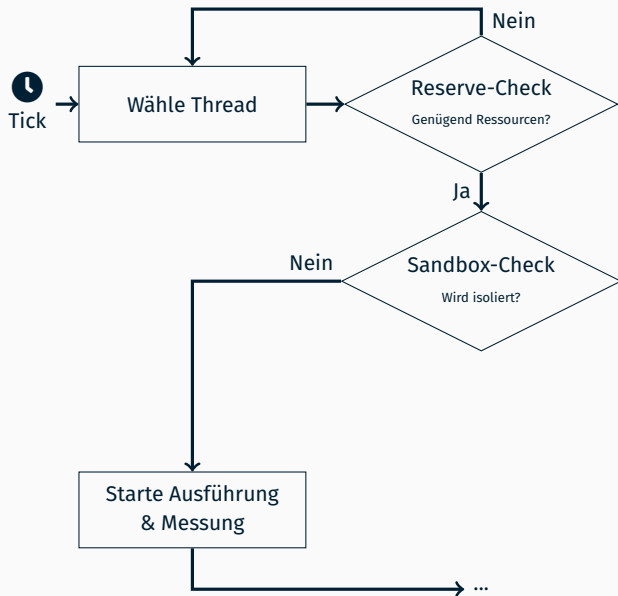 Nein
Tick
Wähle Thread
Reserve-Check
Genügend Ressourcen?
Ja
Nein
Sandbox-Check
Wird isoliert?
Starte Ausführung
& Messung
...